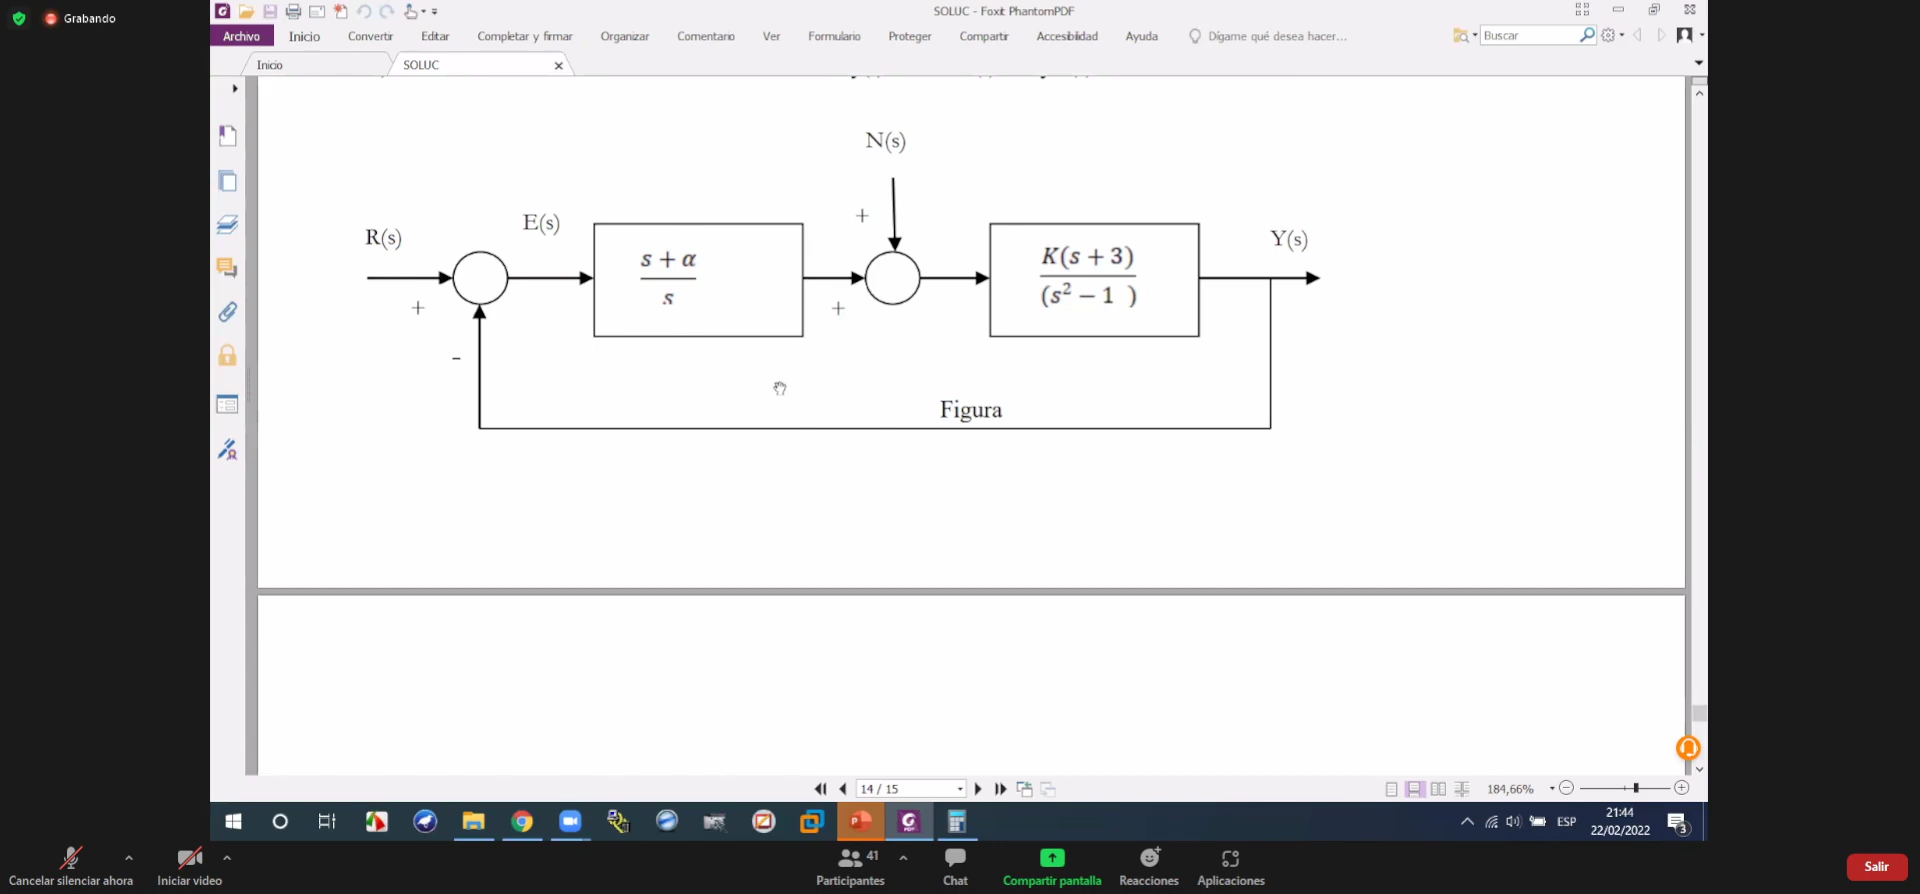 Grabando
SOLUC - Foxit PhantomPDF
Archivo Inicio Convertir Editar Completar y firmar Organizar Comentario Ver Formulario Proteger Compartir Accesibilidad Ayuda Dígame qué desea hacer... Buscar
Inicio SOLUC
N(s)
+
R(s) E(s) Y(s)
s + α
s
K(s + 3)
(s² − 1 )
+ +
-
Figura
14 / 15 184,66%
ESP 21:44
22/02/2022 3
Cancelar silenciar ahora Iniciar video Participantes 41 Chat Compartir pantalla Reacciones Aplicaciones Salir